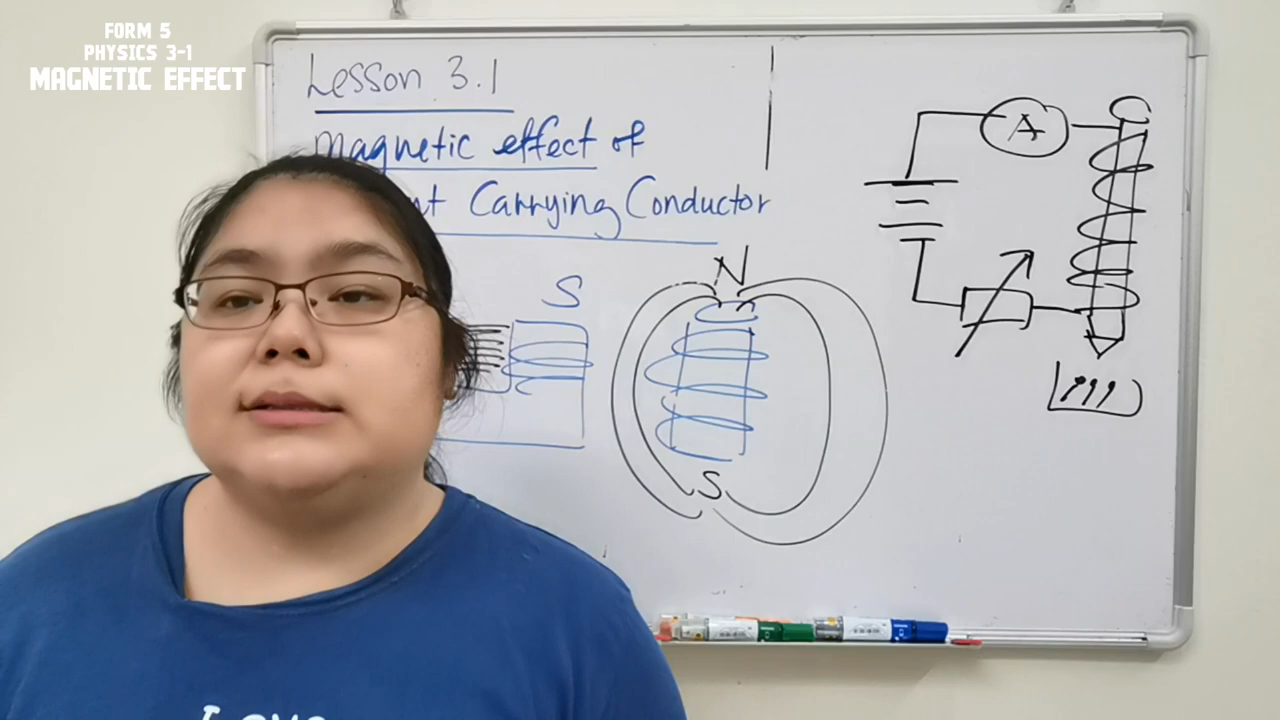 FORM 5
PHYSICS 3-1
MAGNETIC EFFECT
Lesson 3.1
magnetic effect of
Carrying Conductor
S
N
S
A